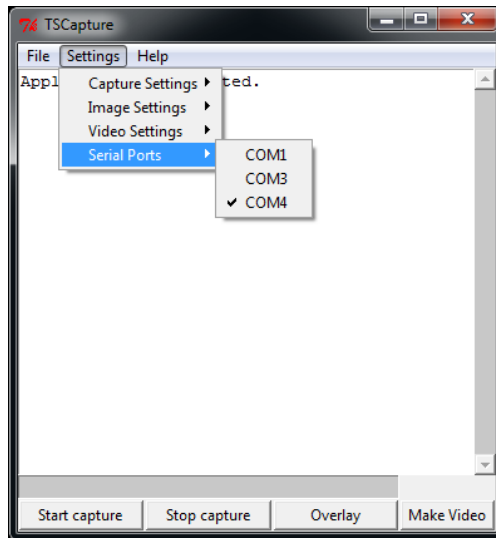 TSCapture
File Settings Help
Appl ted.
Capture Settings
Image Settings
Video Settings
Serial Ports
COM1
COM3
COM4
Start capture Stop capture Overlay Make Video